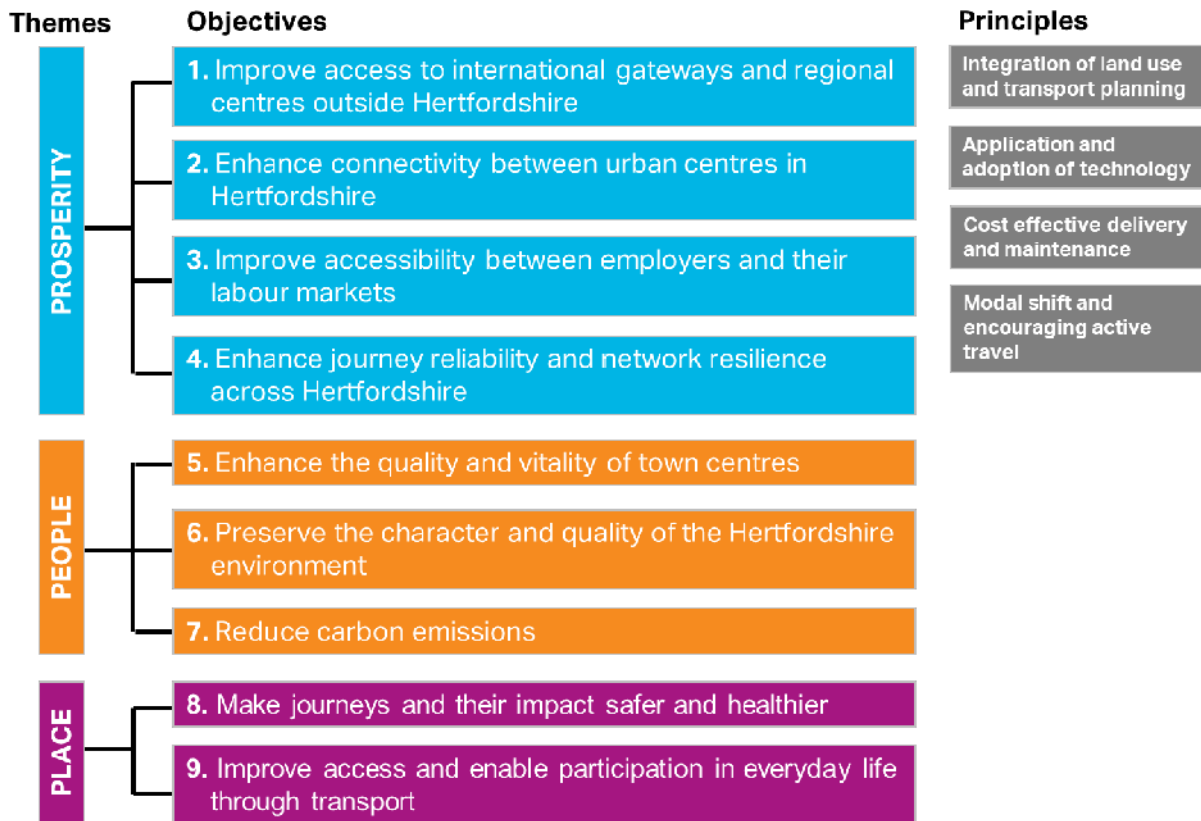 Themes
Objectives
Principles
PROSPERITY
1. Improve access to international gateways and regional
centres outside Hertfordshire
2. Enhance connectivity between urban centres in
Hertfordshire
3. Improve accessibility between employers and their
labour markets
4. Enhance journey reliability and network resilience
across Hertfordshire
PEOPLE
5. Enhance the quality and vitality of town centres
6. Preserve the character and quality of the Hertfordshire
environment
7. Reduce carbon emissions
PLACE
8. Make journeys and their impact safer and healthier
9. Improve access and enable participation in everyday life
through transport
Integration of land use
and transport planning
Application and
adoption of technology
Cost effective delivery
and maintenance
Modal shift and
encouraging active
travel